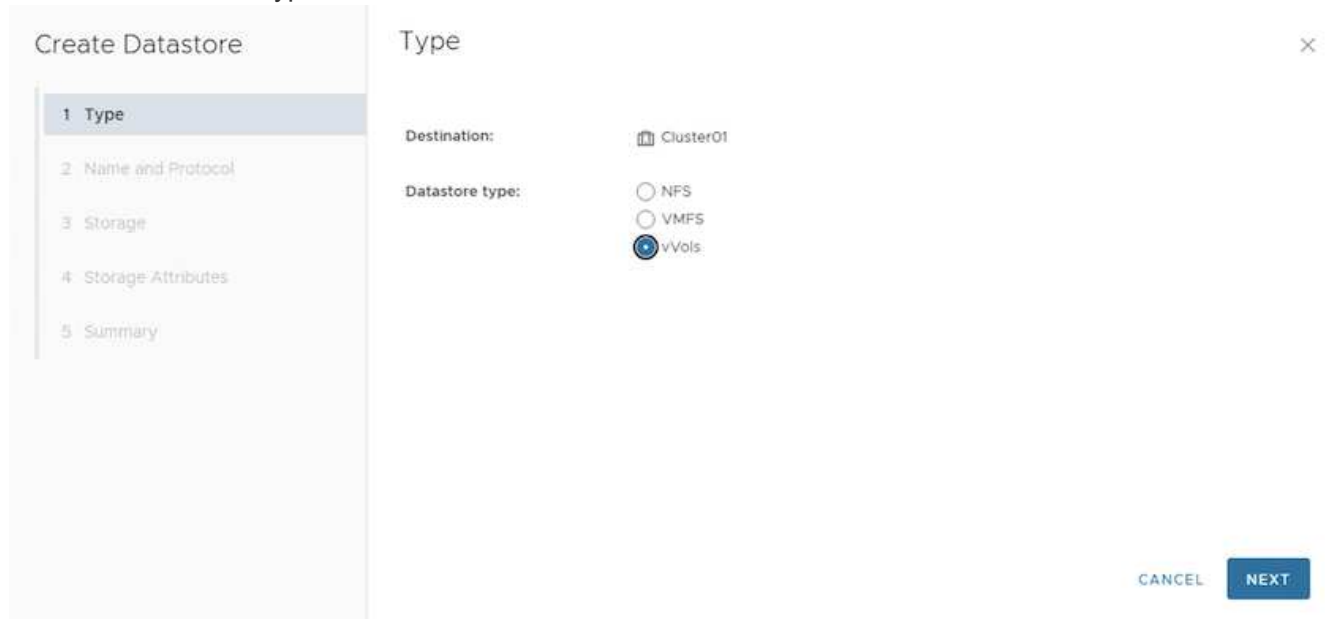 Create Datastore
1 Type
2 Name and Protocol
3 Storage
4 Storage Attributes
5 Summary
Type
Destination: Cluster01
Datastore type: NFS
VMFS
vVols
CANCEL NEXT